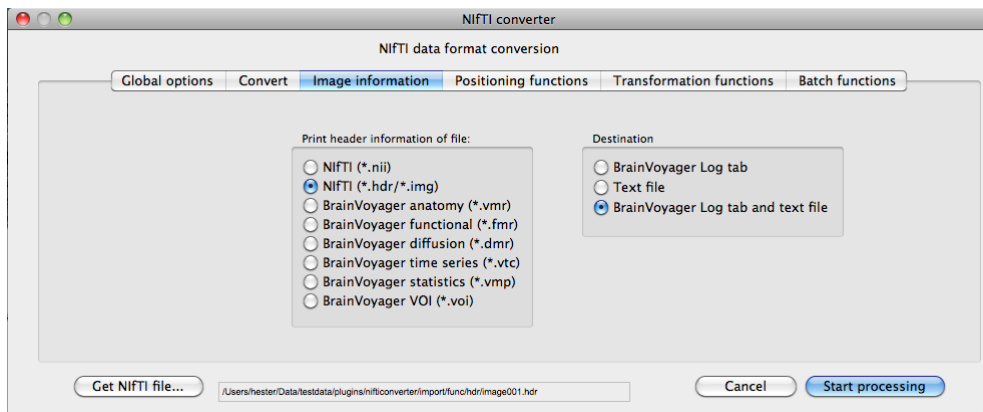 NIfTI converter
NIfTI data format conversion
Global options Convert Image information Positioning functions Transformation functions Batch functions
Print header information of file:
NIfTI (*.nii)
NIfTI (*.hdr/*.img)
BrainVoyager anatomy (*.vmr)
BrainVoyager functional (*.fmr)
BrainVoyager diffusion (*.dmr)
BrainVoyager time series (*.vtc)
BrainVoyager statistics (*.vmp)
BrainVoyager VOI (*.voi)
Destination
BrainVoyager Log tab
Text file
BrainVoyager Log tab and text file
Get NIfTI file... /Users/hester/Data/testdata/plugins/nifticonverter/import/func/hdr/image001.hdr Cancel Start processing